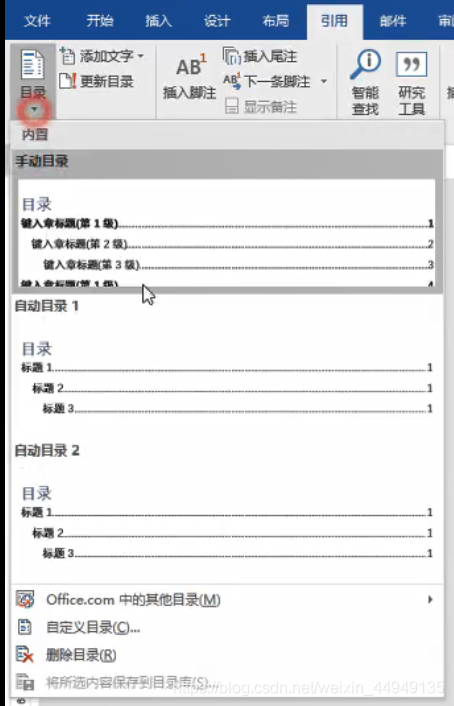 文件 开始 插入 设计 布局 引用 邮件
目录
添加文字
更新目录
AB1
插入脚注
插入尾注
AB1 下一条脚注
显示备注
智能
查找
研究
工具
内置
手动目录
目录
键入章标题(第 1 级)....................1
键入章标题(第 2 级)....................2
键入章标题(第 3 级)....................3
键入章标题(第 1 级)....................4
自动目录 1
目录
标题 1....................1
标题 2....................1
标题 3....................1
自动目录 2
目录
标题 1....................1
标题 2....................1
标题 3....................1
Office.com 中的其他目录(M)
自定义目录(C)...
删除目录(R)
将所选内容保存到目录库(S)...
https://blog.csdn.net/weixin_44949135